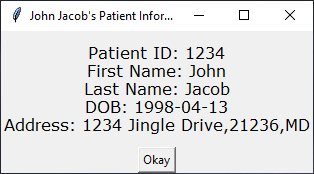 John Jacob's Patient Infor...
Patient ID: 1234
First Name: John
Last Name: Jacob
DOB: 1998-04-13
Address: 1234 Jingle Drive,21236,MD
Okay